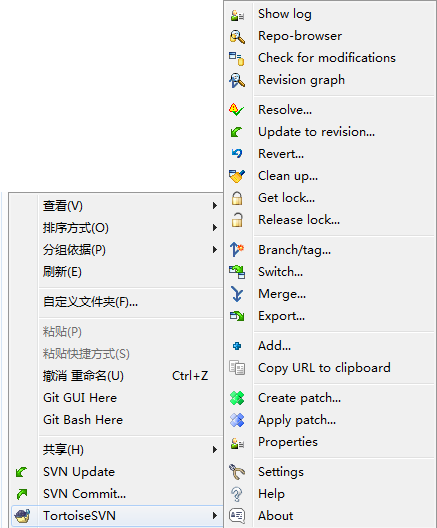 Show log
Repo-browser
Check for modifications
Revision graph
Resolve...
Update to revision...
Revert...
Clean up...
Get lock...
Release lock...
Branch/tag...
Switch...
Merge...
Export...
Add...
Copy URL to clipboard
Create patch...
Apply patch...
Properties
Settings
Help
About
查看(V)
排序方式(O)
分组依据(P)
刷新(E)
自定义文件夹(F)...
粘贴(P)
粘贴快捷方式(S)
撤消 重命名(U) Ctrl+Z
Git GUI Here
Git Bash Here
共享(H)
SVN Update
SVN Commit...
TortoiseSVN